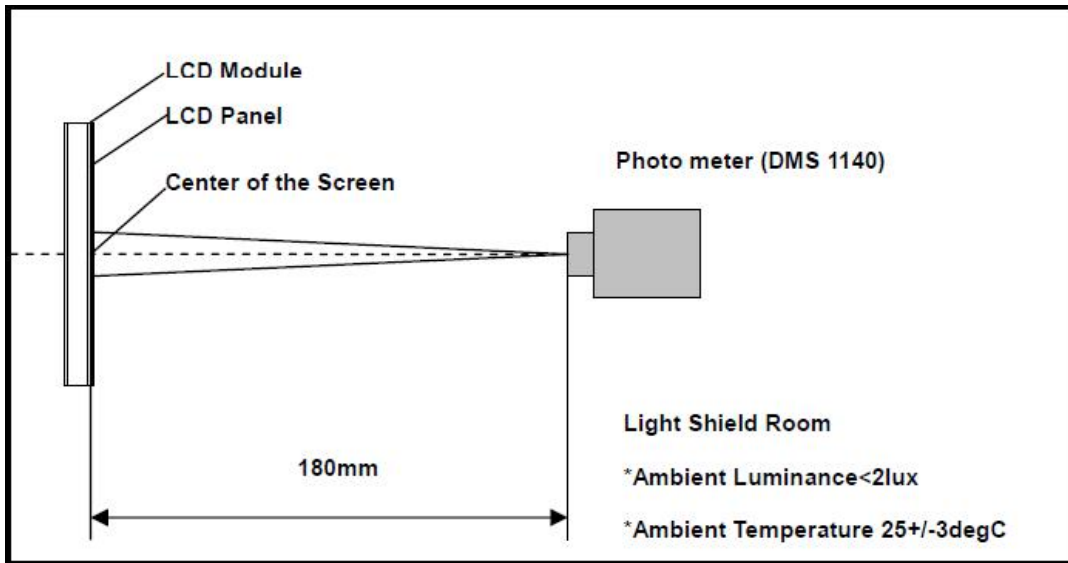 LCD Module
LCD Panel
Center of the Screen
Photo meter (DMS 1140)
180mm
Light Shield Room
*Ambient Luminance<2lux
*Ambient Temperature 25+/-3degC